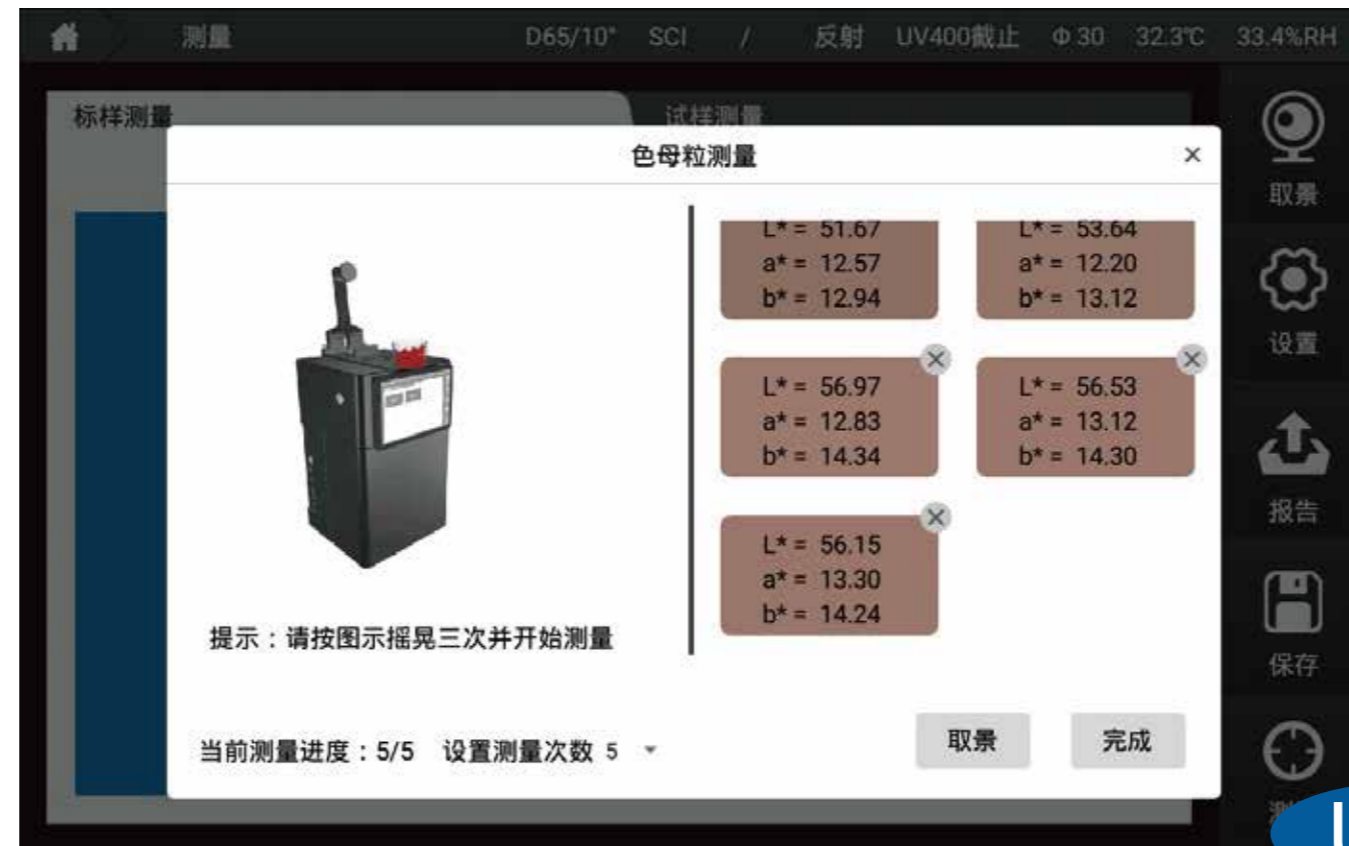 测量 D65/10° SCI / 反射 UV400截止 Φ30 32.3℃ 33.4%RH
标样测量 试样测量
色母粒测量
L* = 51.67
a* = 12.57
b* = 12.94
L* = 53.64
a* = 12.20
b* = 13.12
L* = 56.97
a* = 12.83
b* = 14.34
L* = 56.53
a* = 13.12
b* = 14.30
L* = 56.15
a* = 13.30
b* = 14.24
提示：请按图示摇晃三次并开始测量
当前测量进度：5/5 设置测量次数 5
取景 完成
取景
设置
报告
保存